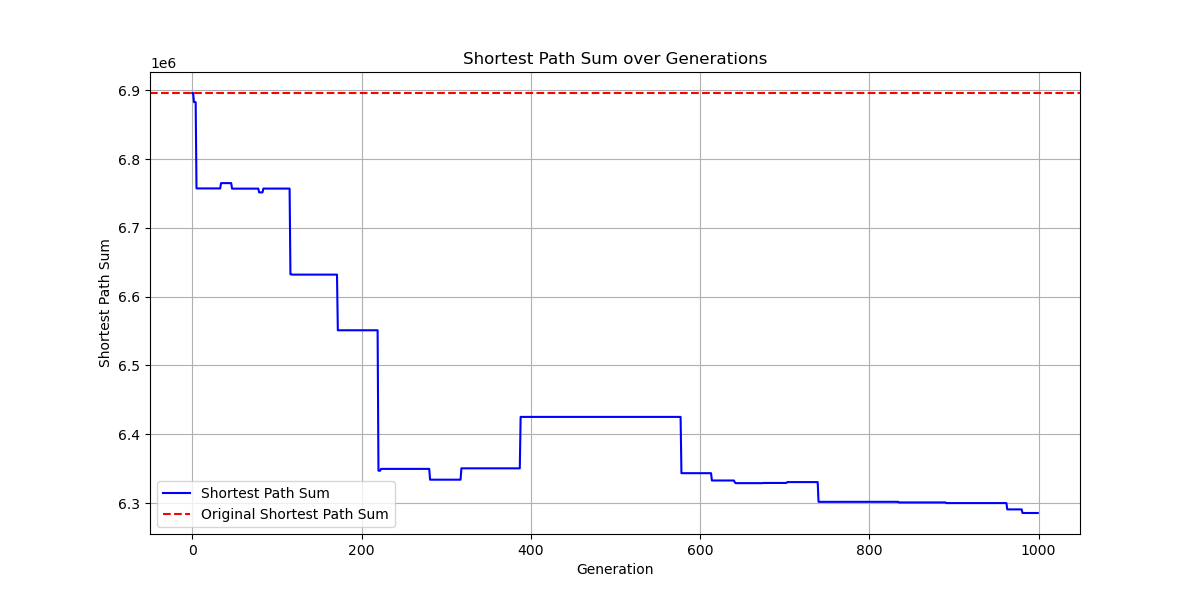 Shortest Path Sum over Generations
1e6
6.9
6.8
6.7
6.6
6.5
6.4
6.3
Shortest Path Sum
Shortest Path Sum
Original Shortest Path Sum
0 200 400 600 800 1000
Generation